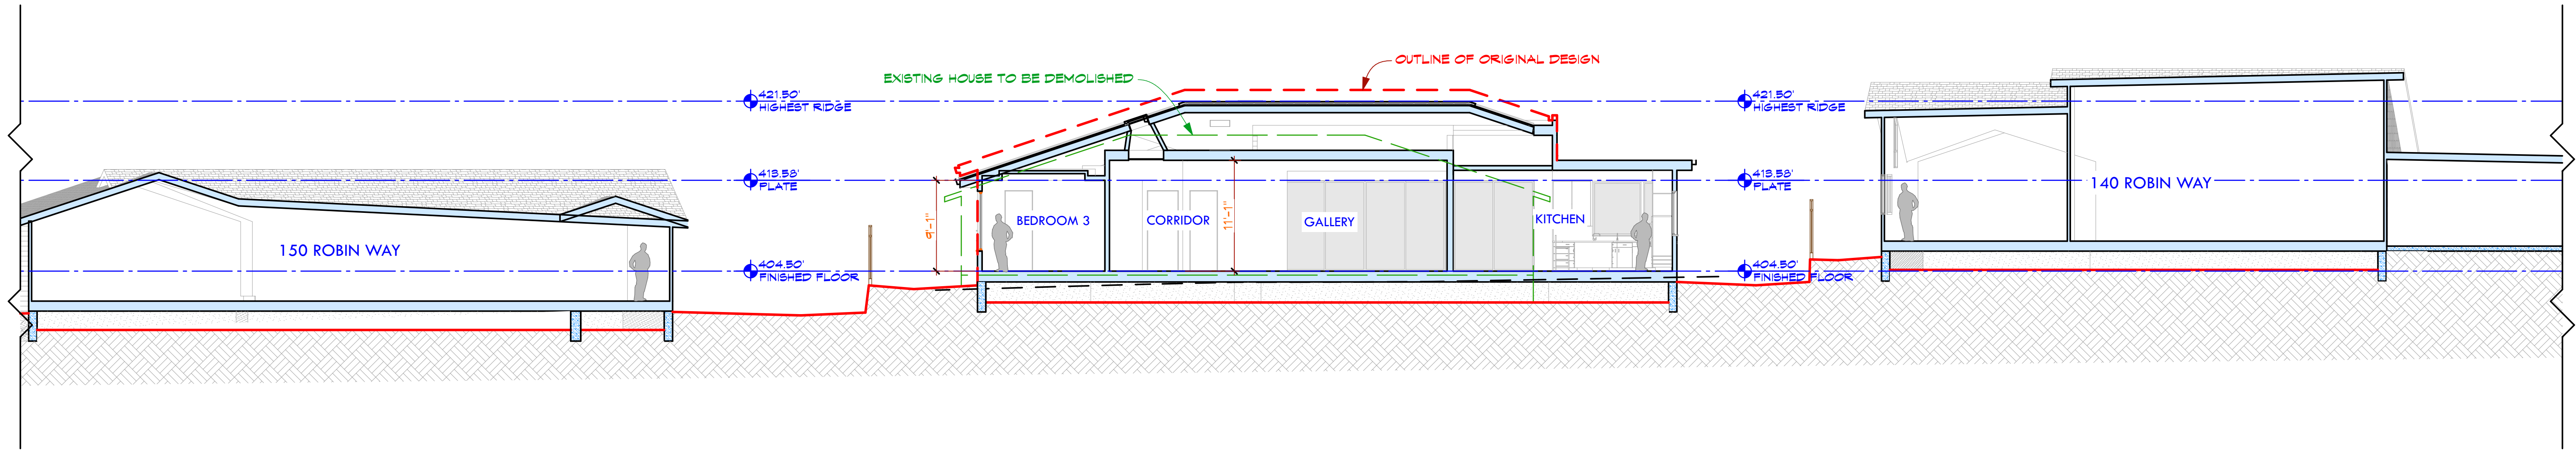 OUTLINE OF ORIGINAL DESIGN
EXISTING HOUSE TO BE DEMOLISHED
421.50'
HIGHEST RIDGE
421.50'
HIGHEST RIDGE
413.58'
PLATE
413.58'
PLATE
140 ROBIN WAY
150 ROBIN WAY
9'-1"
BEDROOM 3
CORRIDOR
11'-1"
GALLERY
KITCHEN
404.50'
FINISHED FLOOR
404.50'
FINISHED FLOOR